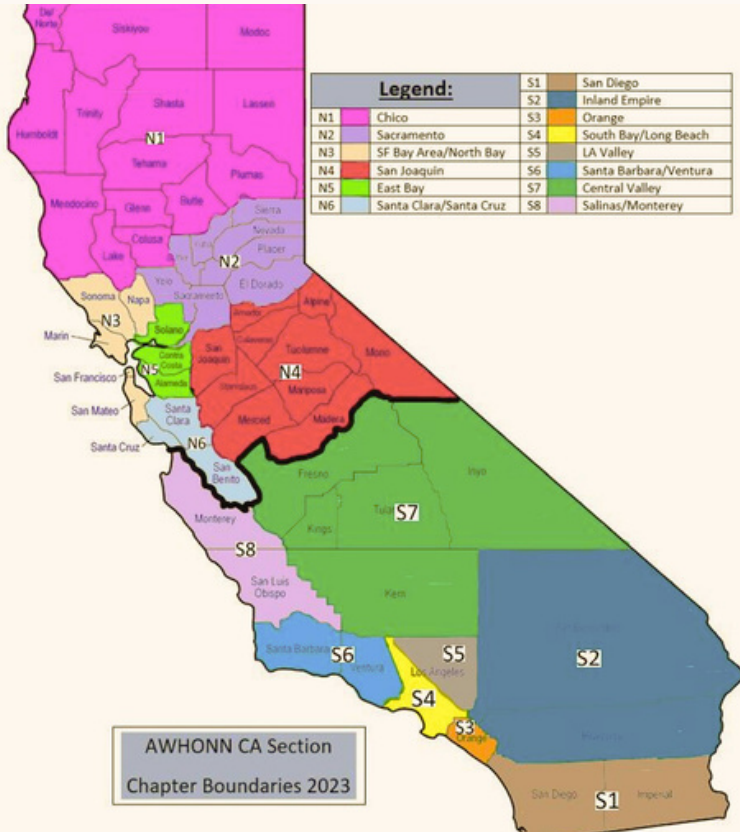 Del
Norte
Siskiyou
Modoc
Humboldt
Trinity
Shasta
Lassen
N1
Tehama
Plumas
Mendocino
Glenn
Butte
Lake
Colusa
Legend:
N1 Chico
N2 Sacramento
N3 SF Bay Area/North Bay
N4 San Joaquin
N5 East Bay
N6 Santa Clara/Santa Cruz
S1 San Diego
S2 Inland Empire
S3 Orange
S4 South Bay/Long Beach
S5 LA Valley
S6 Santa Barbara/Ventura
S7 Central Valley
S8 Salinas/Monterey
Sierra
Nevada
Placer
N2
El Dorado
Yolo
Sacramento
Sonoma
Napa
N3
Solano
Marin
Alpine
Amador
Calaveras
Tuolumne
Mono
San
Joaquin
N4
Stanislaus
Mariposa
Merced
Madera
Contra
Costa
N5
Alameda
San Francisco
San Mateo
Santa
Clara
Santa Cruz
N6
San
Benito
Fresno
Inyo
Kings
S7
Monterey
S8
San Luis
Obispo
Kern
Santa Barbara
S6
Ventura
S5
Los Angeles
S4
S3
Orange
S2
San Diego
S1
Imperial
AWHONN CA Section
Chapter Boundaries 2023